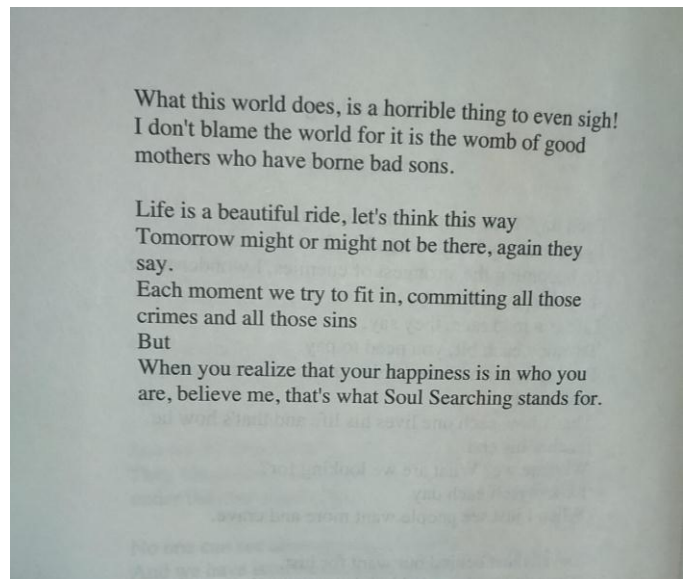 What this world does, is a horrible thing to even sigh!
I don't blame the world for it is the womb of good
mothers who have borne bad sons.
Life is a beautiful ride, let's think this way
Tomorrow might or might not be there, again they
say.
Each moment we try to fit in, committing all those
crimes and all those sins
But
When you realize that your happiness is in who you
are, believe me, that's what Soul Searching stands for.